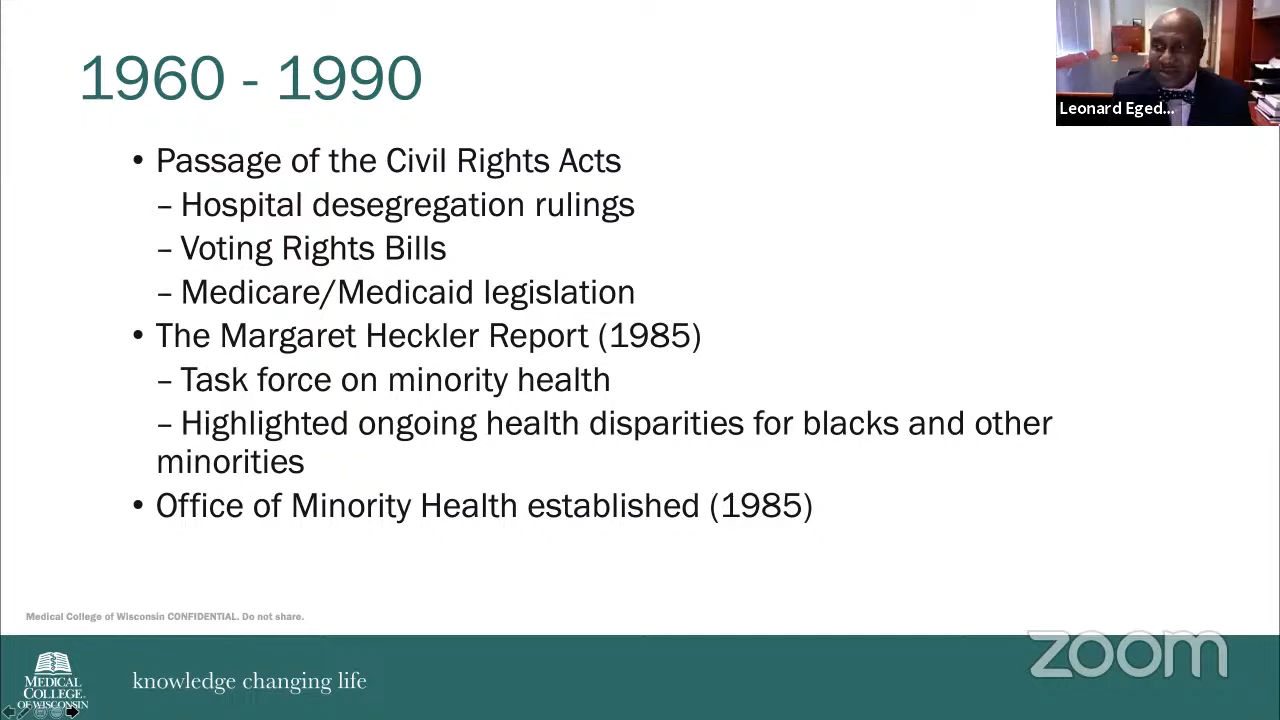 1960 - 1990
Leonard Eged...
• Passage of the Civil Rights Acts
– Hospital desegregation rulings
– Voting Rights Bills
– Medicare/Medicaid legislation
• The Margaret Heckler Report (1985)
– Task force on minority health
– Highlighted ongoing health disparities for blacks and other
minorities
• Office of Minority Health established (1985)
Medical College of Wisconsin CONFIDENTIAL. Do not share.
zoom
MEDICAL
COLLEGE
OF WISCONSIN
knowledge changing life